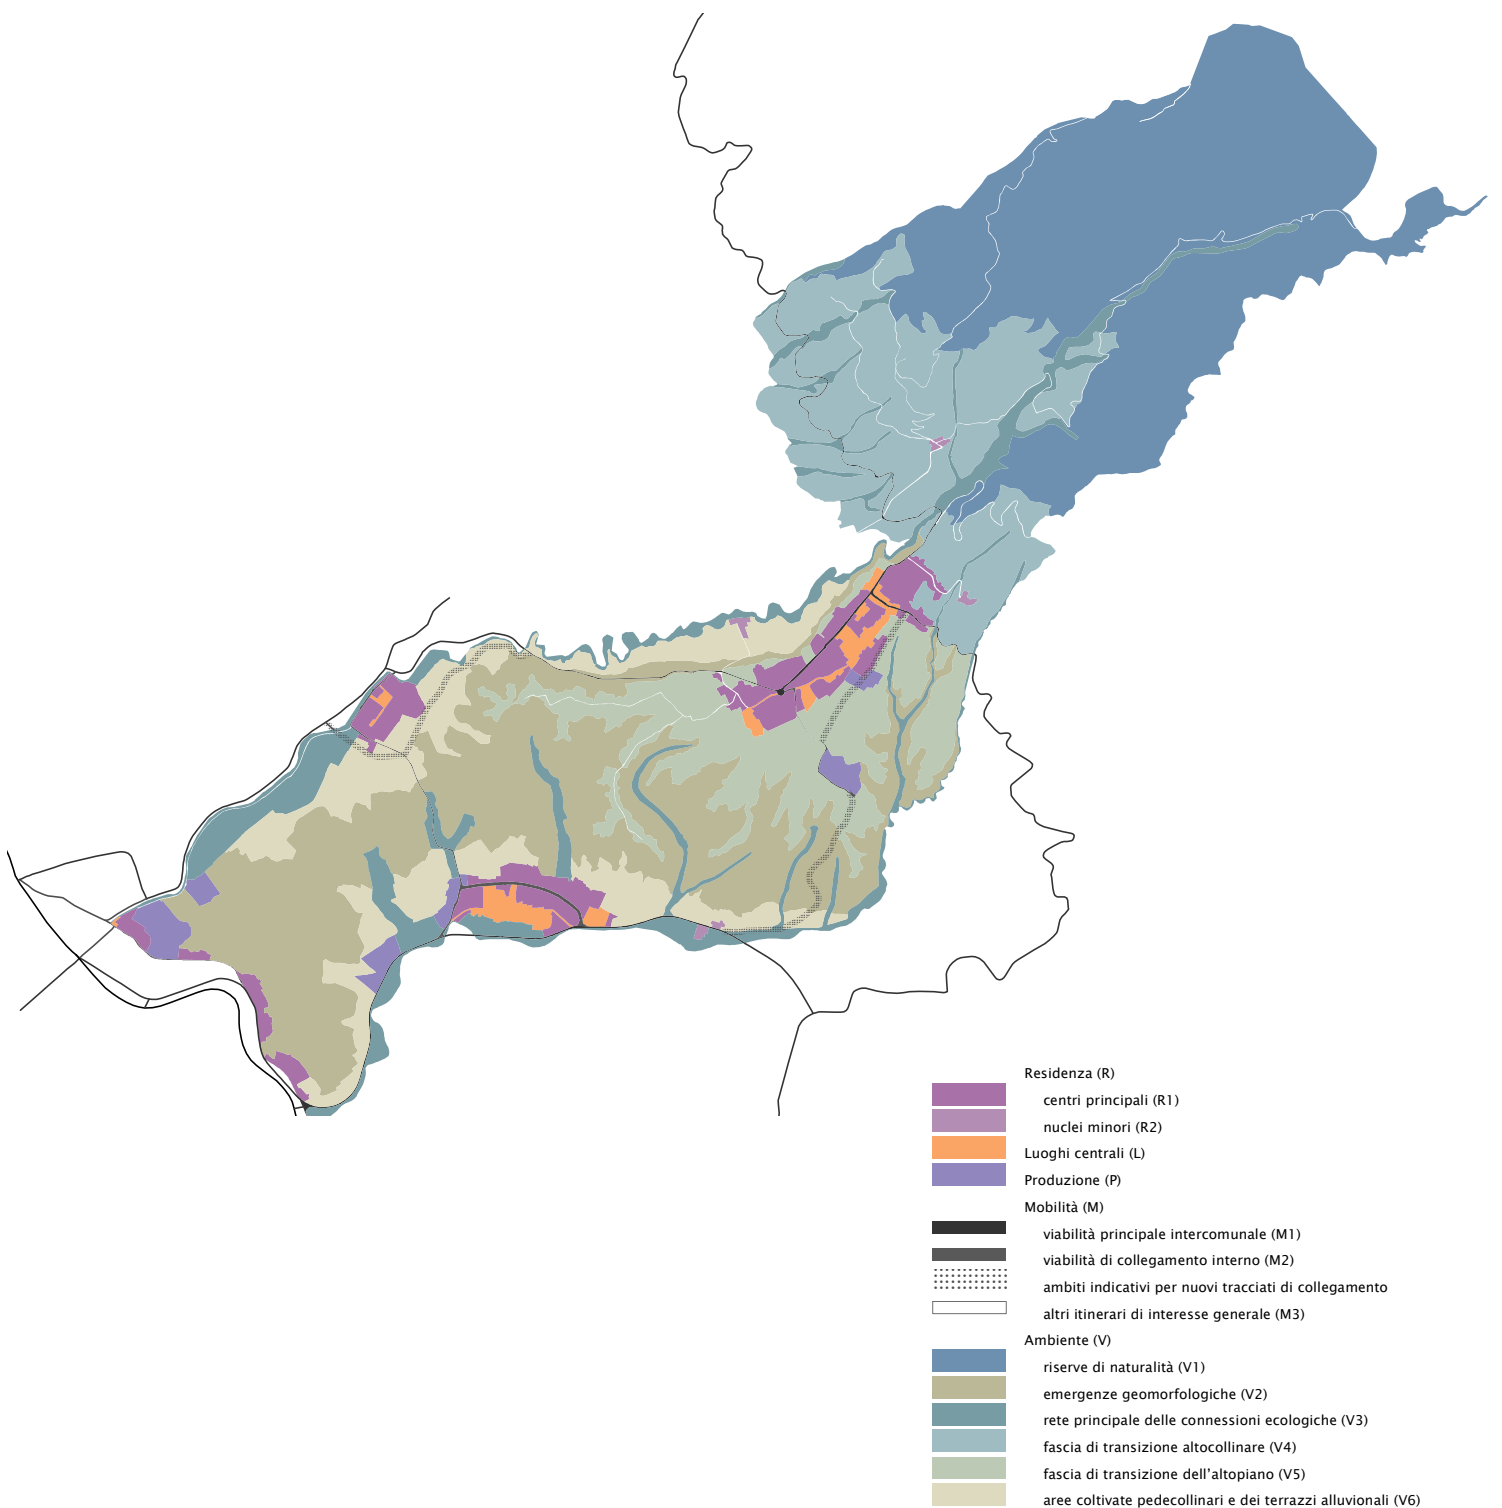 Residenza (R)
centri principali (R1)
nuclei minori (R2)
Luoghi centrali (L)
Produzione (P)
Mobilità (M)
viabilità principale intercomunale (M1)
viabilità di collegamento interno (M2)
ambiti indicativi per nuovi tracciati di collegamento
altri itinerari di interesse generale (M3)
Ambiente (V)
riserve di naturalità (V1)
emergenze geomorfologiche (V2)
rete principale delle connessioni ecologiche (V3)
fascia di transizione altocollinare (V4)
fascia di transizione dell'altopiano (V5)
aree coltivate pedecollinari e dei terrazzi alluvionali (V6)